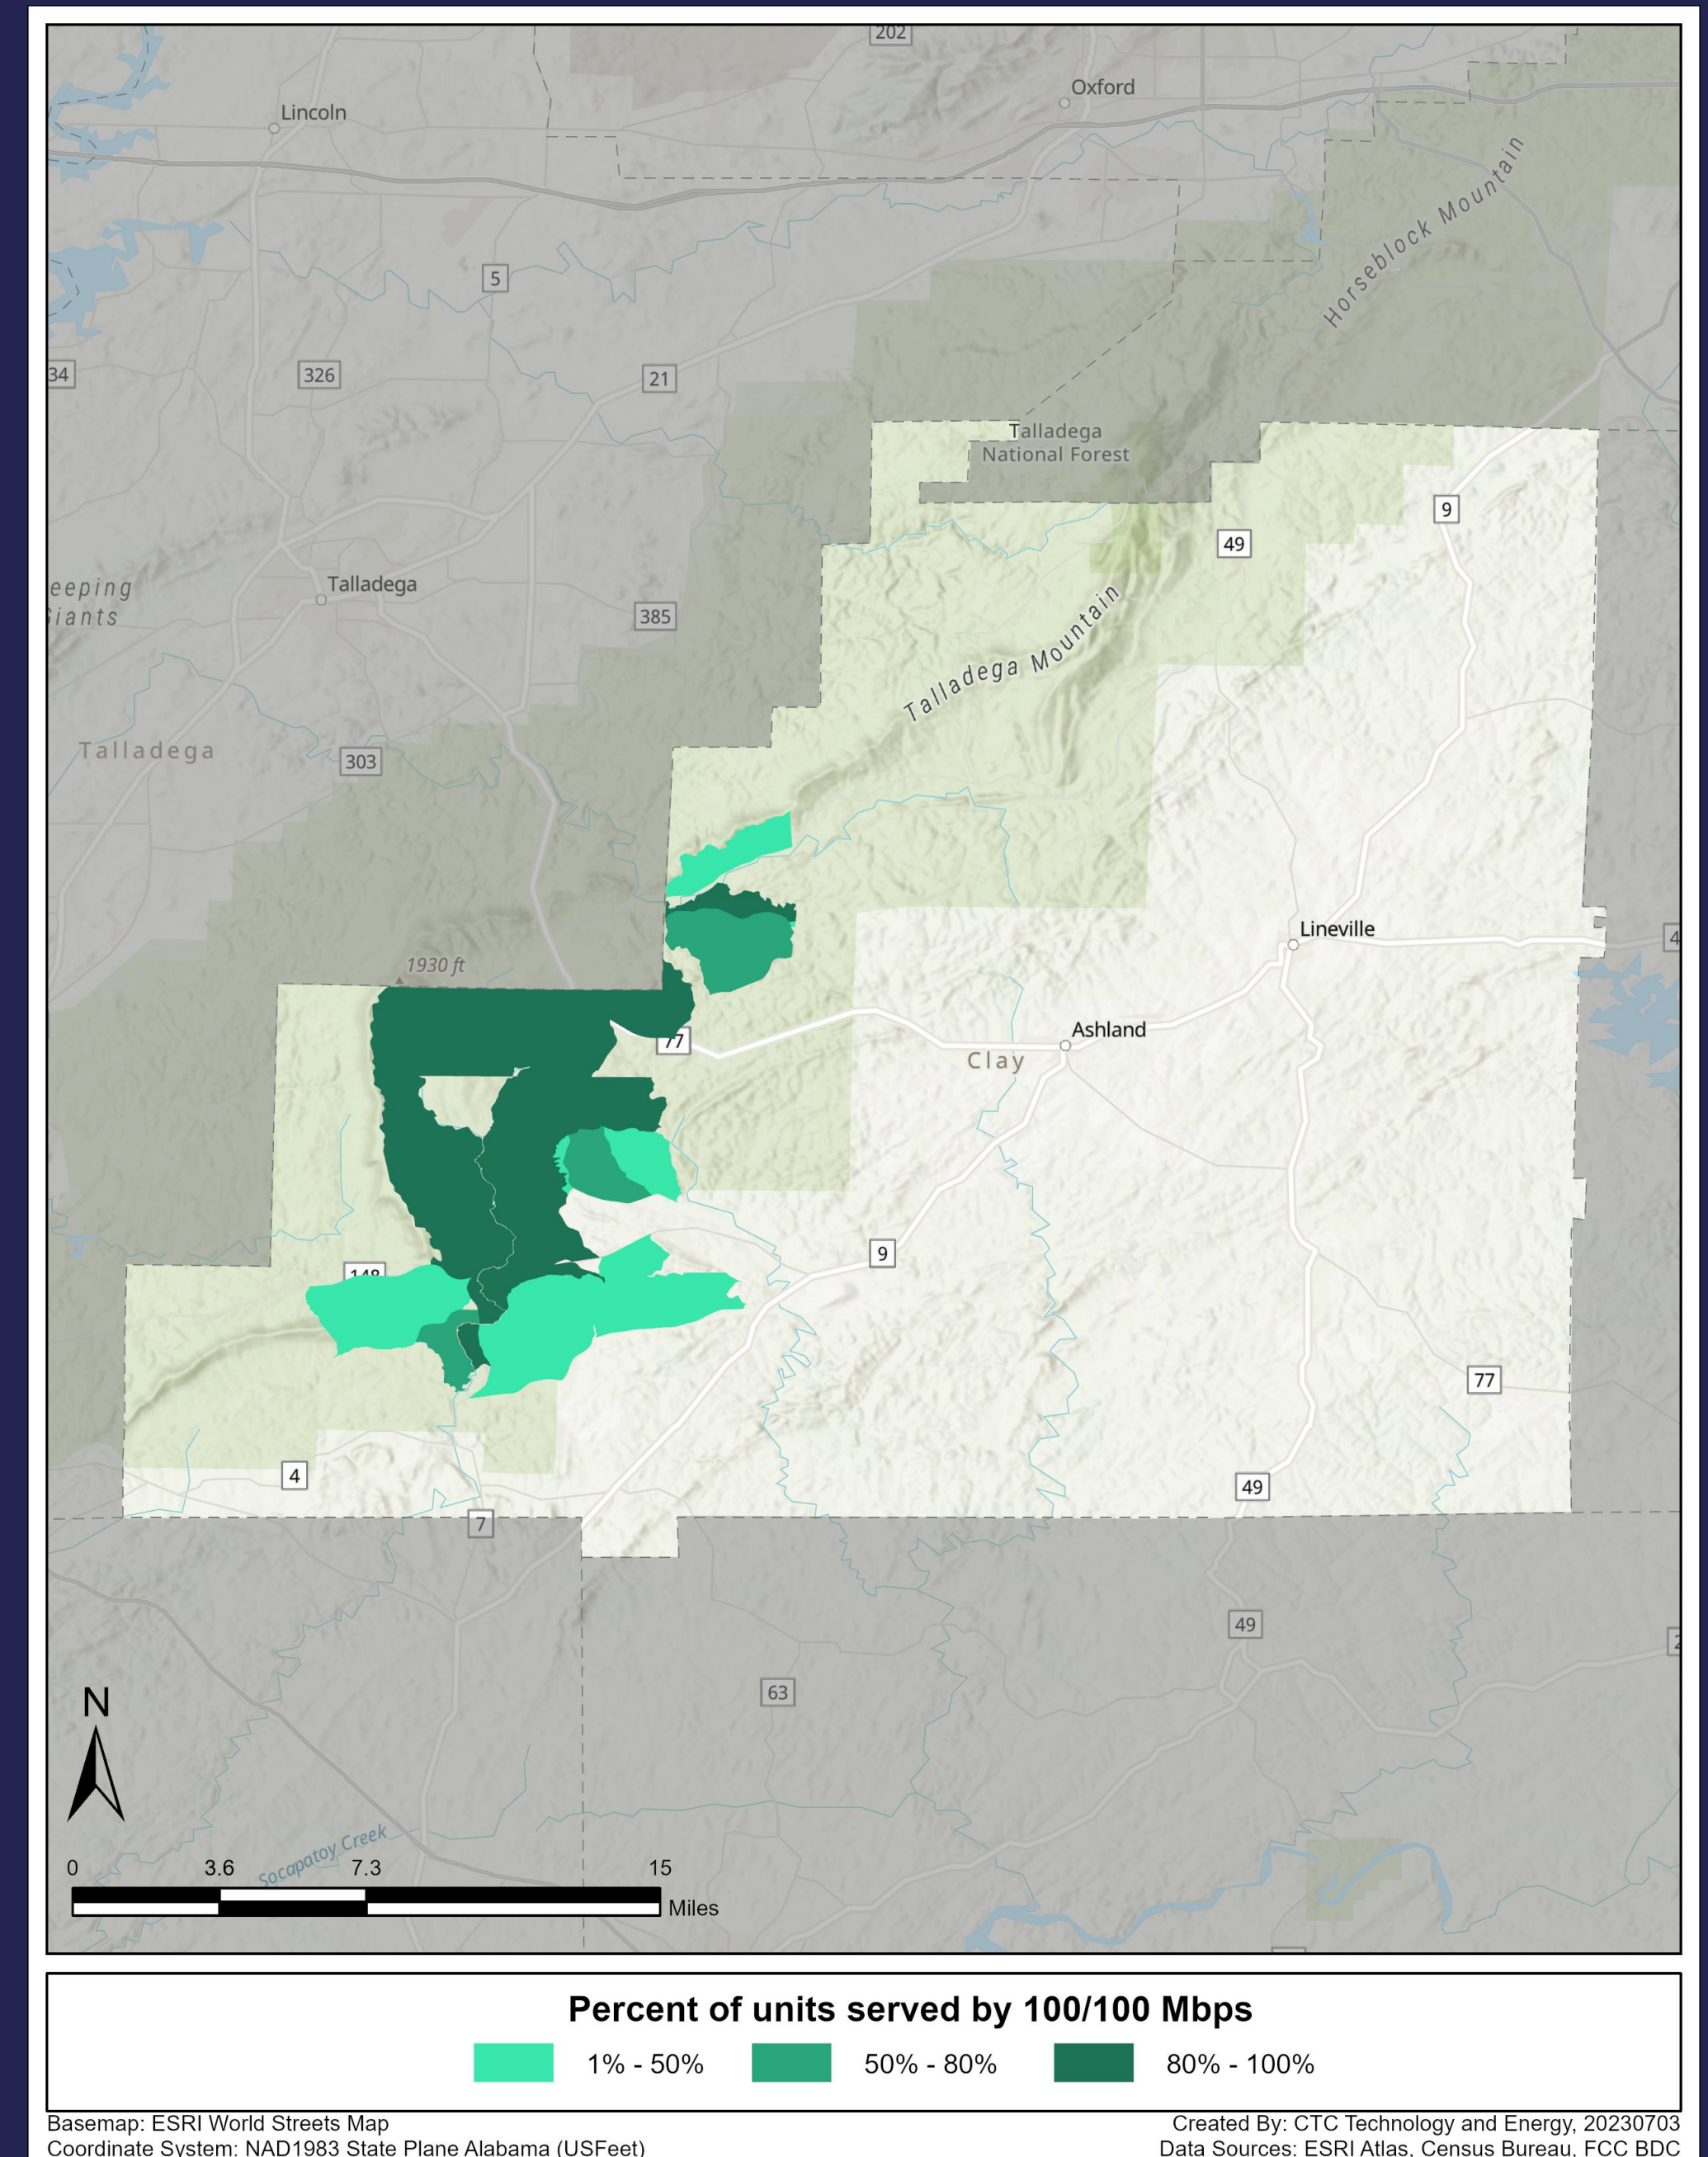 202
Oxford
Lincoln
Horseblock Mountain
5
34
326
21
Talladega
National Forest
9
49
eeping
Giants
Talladega
385
Talladega Mountain
Talladega
303
Lineville
4
1930 ft
77
Ashland
Clay
9
148
77
4
49
7
49
2
63
N
Socapatoy Creek
0 3.6 7.3 15
Miles
Percent of units served by 100/100 Mbps
1% - 50% 50% - 80% 80% - 100%
Basemap: ESRI World Streets Map
Created By: CTC Technology and Energy, 20230703
Coordinate System: NAD1983 State Plane Alabama (USFeet)
Data Sources: ESRI Atlas, Census Bureau, FCC BDC